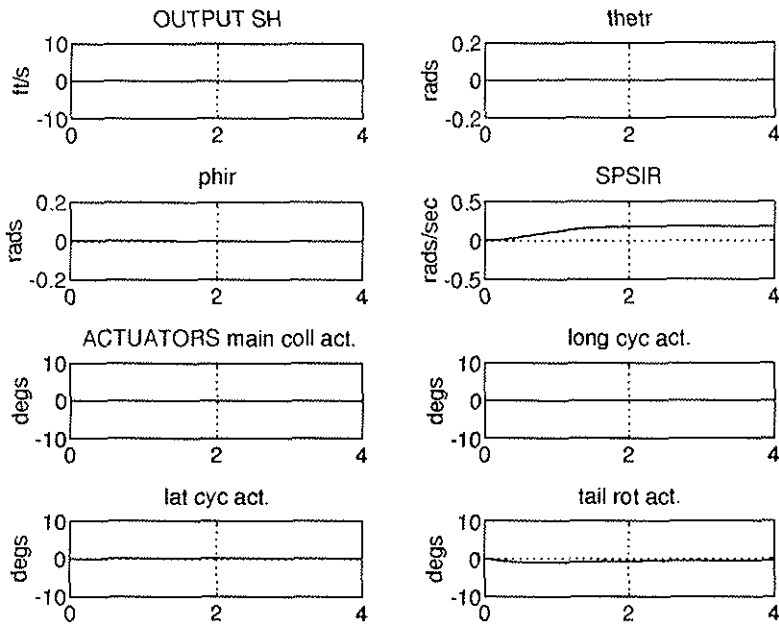 OUTPUT SH
ft/s
10
0
-10
0 2 4
thetr
rads
0.2
0
-0.2
0 2 4
phir
rads
0.2
0
-0.2
0 2 4
SPSIR
rads/sec
0.5
0
-0.5
0 2 4
ACTUATORS main coll act.
degs
10
0
-10
0 2 4
long cyc act.
degs
10
0
-10
0 2 4
lat cyc act.
degs
10
0
-10
0 2 4
tail rot act.
degs
10
0
-10
0 2 4